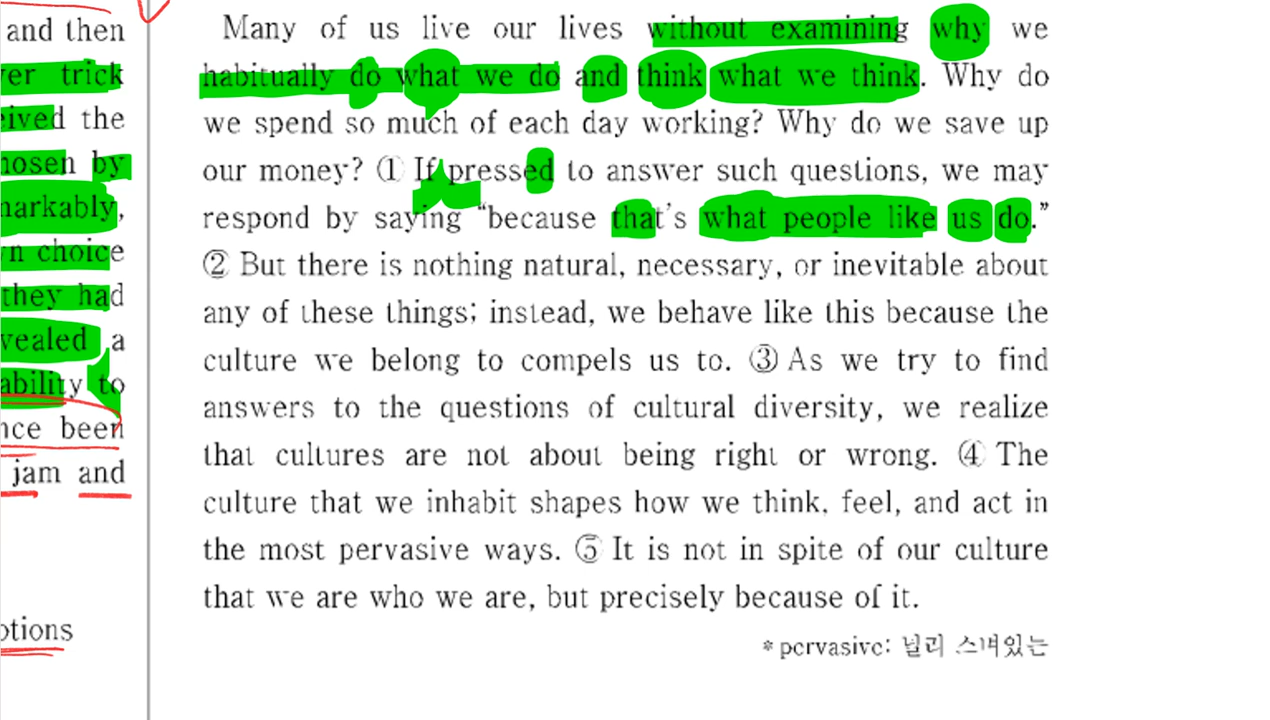 and then
er trick
eived the
hosen by
markably,
n choice
they had
vealed a
ability to
nce been
jam and
otions
Many of us live our lives without examining why we
habitually do what we do and think what we think. Why do
we spend so much of each day working? Why do we save up
our money? ① If pressed to answer such questions, we may
respond by saying “because that's what people like us do.”
② But there is nothing natural, necessary, or inevitable about
any of these things; instead, we behave like this because the
culture we belong to compels us to. ③ As we try to find
answers to the questions of cultural diversity, we realize
that cultures are not about being right or wrong. ④ The
culture that we inhabit shapes how we think, feel, and act in
the most pervasive ways. ⑤ It is not in spite of our culture
that we are who we are, but precisely because of it.
* pervasive: 널리 스며있는